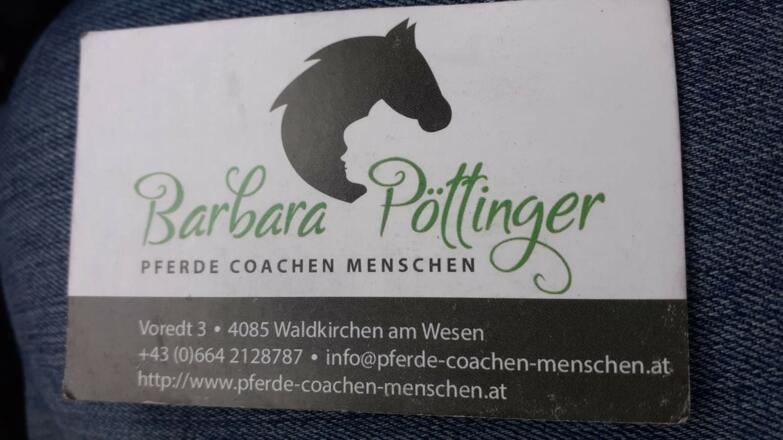 Barbara Pöttinger
PFERDE COACHEN MENSCHEN
Voredt 3 • 4085 Waldkirchen am Wesen
+43 (0)664 2128787 • info@pferde-coachen-menschen.at
http://www.pferde-coachen-menschen.at